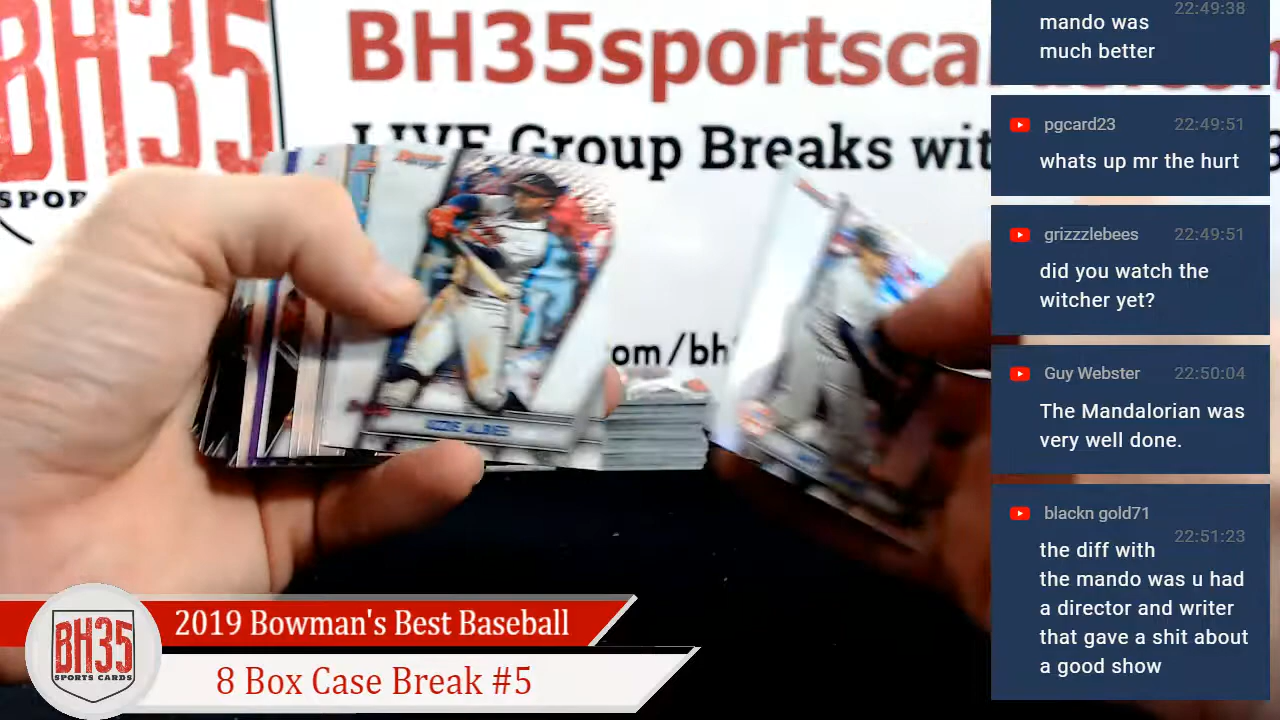 BH35
SPOR
BH35sportsca
LIVE Group Breaks wit
om/bh
OZZIE ALBIES
BH35
SPORTS CARDS
2019 Bowman's Best Baseball
8 Box Case Break #5
22:49:38
mando was
much better
pgcard23 22:49:51
whats up mr the hurt
grizzzlebees 22:49:51
did you watch the
witcher yet?
Guy Webster 22:50:04
The Mandalorian was
very well done.
blackn gold71
22:51:23
the diff with
the mando was u had
a director and writer
that gave a shit about
a good show